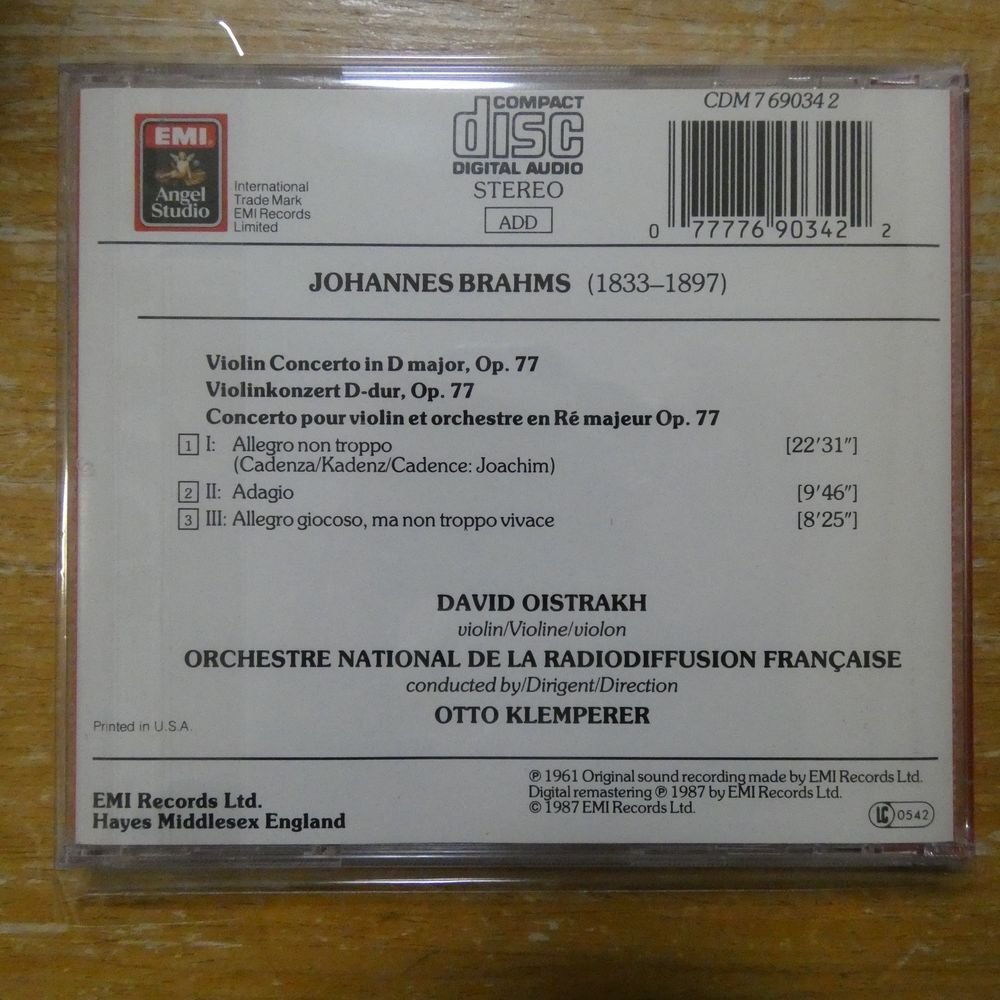 EMI
Angel
Studio
International
Trade Mark
EMI Records
Limited
COMPACT
disc
DIGITAL AUDIO
STEREO
ADD
CDM 7 69034 2
0 77776 90342 2
JOHANNES BRAHMS (1833–1897)
Violin Concerto in D major, Op. 77
Violinkonzert D-dur, Op. 77
Concerto pour violin et orchestre en Ré majeur Op. 77
1 I: Allegro non troppo [22'31"]
(Cadenza/Kadenz/Cadence: Joachim)
2 II: Adagio [9'46"]
3 III: Allegro giocoso, ma non troppo vivace [8'25"]
DAVID OISTRAKH
violin/Violine/violon
ORCHESTRE NATIONAL DE LA RADIODIFFUSION FRANÇAISE
conducted by/Dirigent/Direction
OTTO KLEMPERER
Printed in U.S.A.
EMI Records Ltd.
Hayes Middlesex England
℗ 1961 Original sound recording made by EMI Records Ltd.
Digital remastering ℗ 1987 by EMI Records Ltd.
© 1987 EMI Records Ltd.
LC 0542